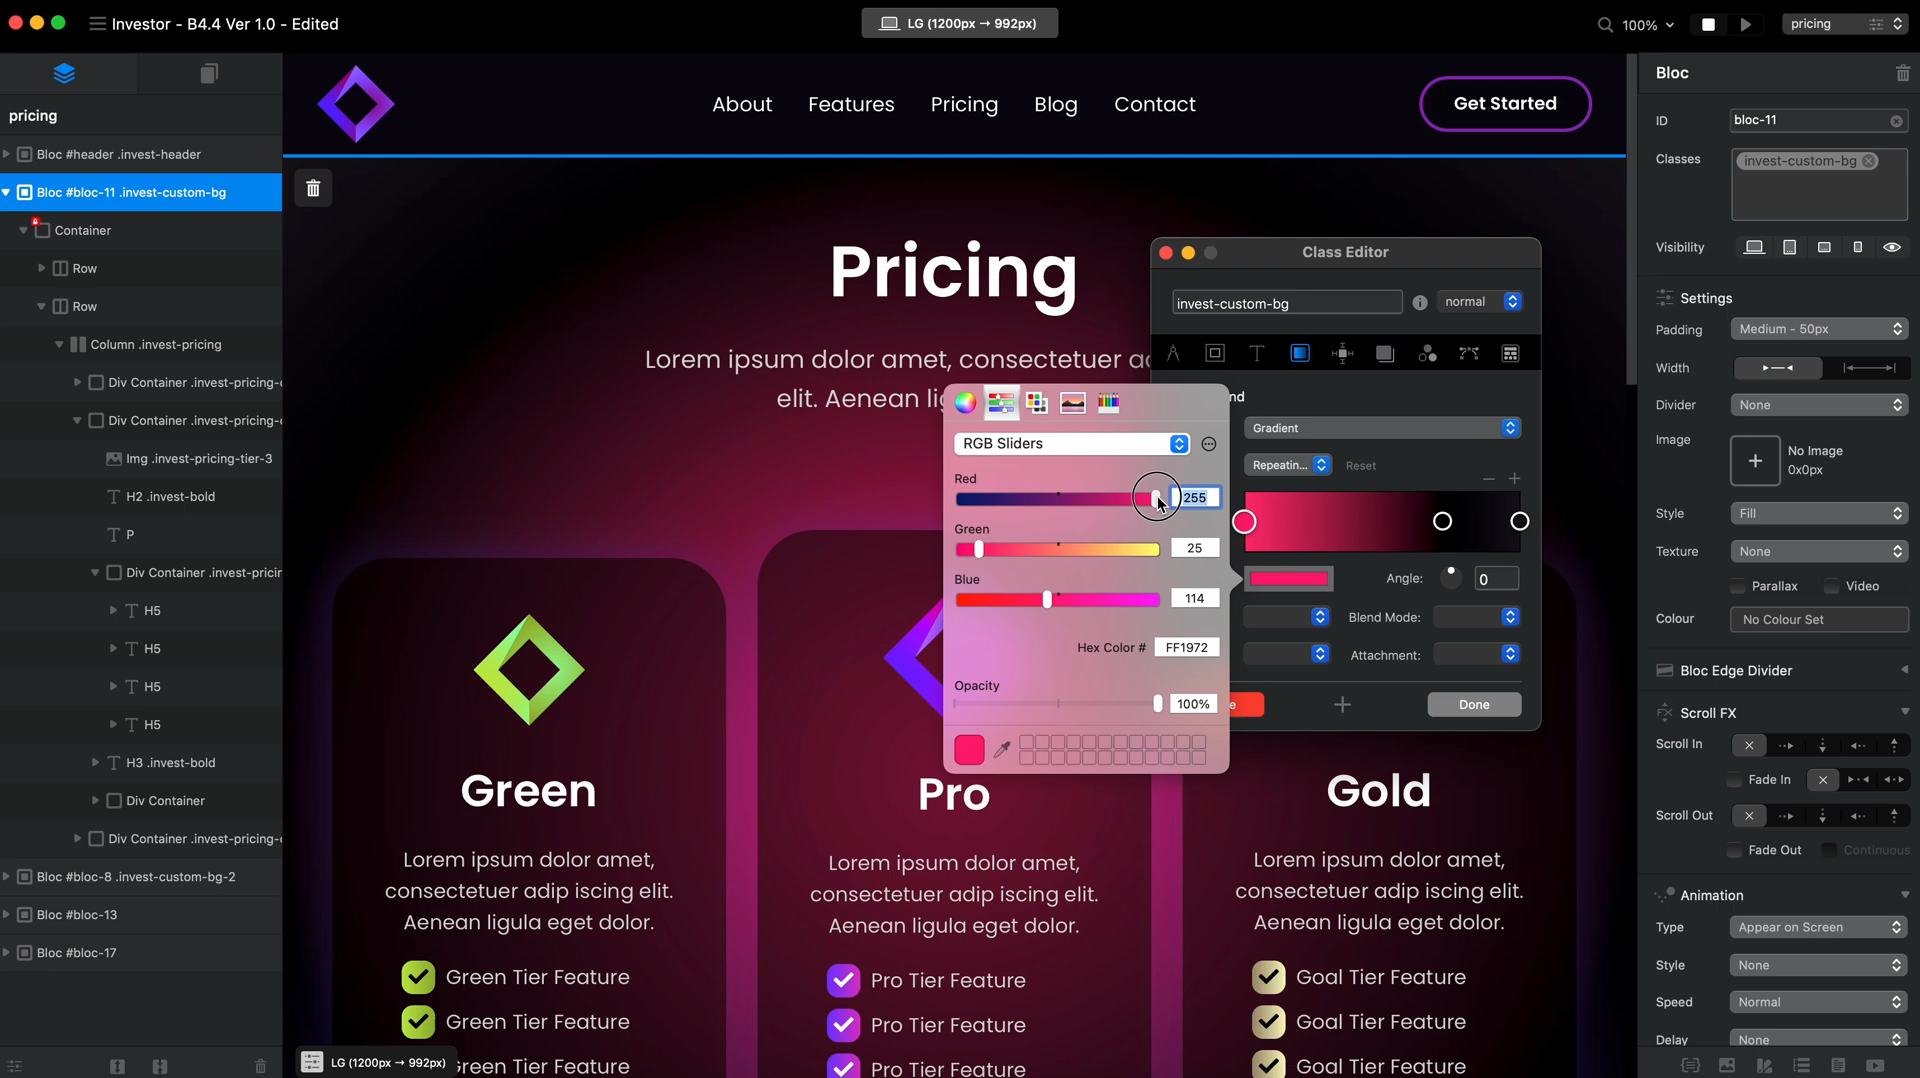 Investor - B4.4 Ver 1.0 - Edited
LG (1200px → 992px)
100%
pricing
pricing
Bloc #header .invest-header
Bloc #bloc-11 .invest-custom-bg
Container
Row
Row
Column .invest-pricing
Div Container .invest-pricing-
Div Container .invest-pricing-
Img .invest-pricing-tier-3
H2 .invest-bold
P
Div Container .invest-pricin
H5
H5
H5
H5
H3 .invest-bold
Div Container
Div Container .invest-pricing-
Bloc #bloc-8 .invest-custom-bg-2
Bloc #bloc-13
Bloc #bloc-17
About
Features
Pricing
Blog
Contact
Get Started
Pricing
Lorem ipsum dolor amet, consectetuer
elit. Aenean
Green
Lorem ipsum dolor amet,
consectetuer adip iscing elit.
Aenean ligula eget dolor.
Green Tier Feature
Green Tier Feature
Green Tier Feature
Pro
Lorem ipsum dolor amet,
consectetuer adip iscing elit.
Aenean ligula eget dolor.
Pro Tier Feature
Pro Tier Feature
Pro Tier Feature
Gold
Lorem ipsum dolor amet,
consectetuer adip iscing elit.
Aenean ligula eget dolor.
Goal Tier Feature
Goal Tier Feature
Goal Tier Feature
LG (1200px → 992px)
Class Editor
invest-custom-bg
normal
nd
Gradient
Repeatin...
Reset
Angle:
0
Blend Mode:
Attachment:
e
Done
RGB Sliders
Red
255
Green
25
Blue
114
Hex Color #
FF1972
Opacity
100%
Bloc
ID
bloc-11
Classes
invest-custom-bg
Visibility
Settings
Padding
Medium - 50px
Width
Divider
None
Image
No Image
0x0px
Style
Fill
Texture
None
Parallax
Video
Colour
No Colour Set
Bloc Edge Divider
Scroll FX
Scroll In
Fade In
Scroll Out
Fade Out
Continuous
Animation
Type
Appear on Screen
Style
None
Speed
Normal
Delay
None